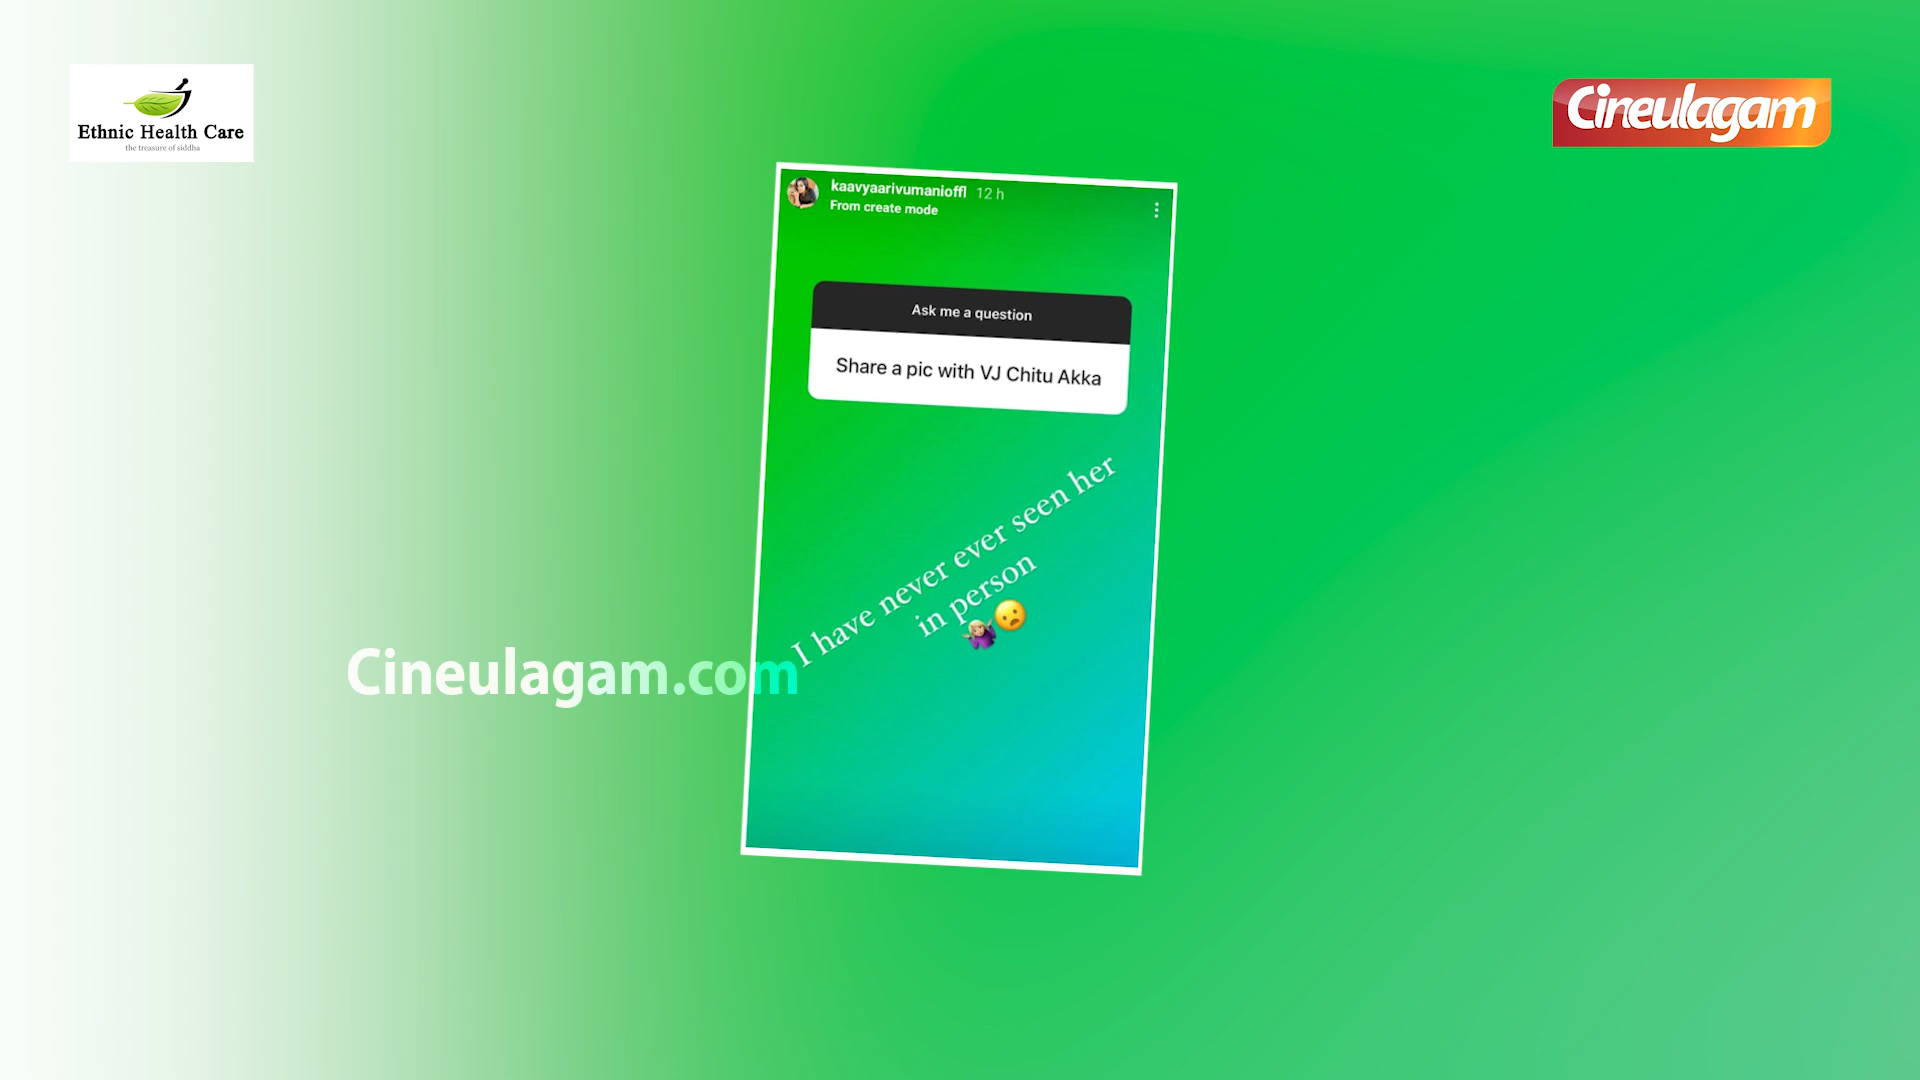 Ethnic Health Care
the treasure of siddha
Cineulagam
kaavyaarivumanioffl 12 h
From create mode
Ask me a question
Share a pic with VJ Chitu Akka
I have never ever seen her
in person
Cineulagam.com